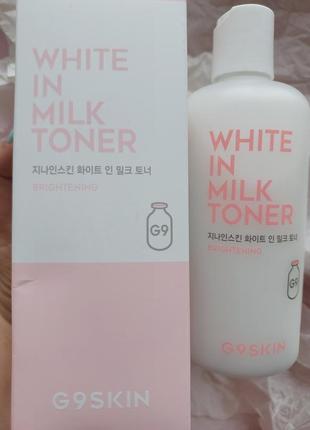 WHITE
IN
MILK
TONER
지나인스킨 화이트 인 밀크 토너
BRIGHTENING
G9
G9SKIN
WHITE
IN
MILK
TONER
지나인스킨 화이트 인 밀크 토너
BRIGHTENING
G9
G9SKIN